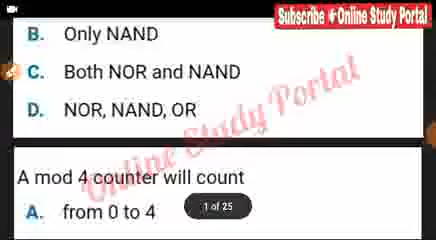 Subscribe Online Study Portal
B. Only NAND
C. Both NOR and NAND
D. NOR, NAND, OR
Online Study Portal
A mod 4 counter will count
A. from 0 to 4
1 of 25